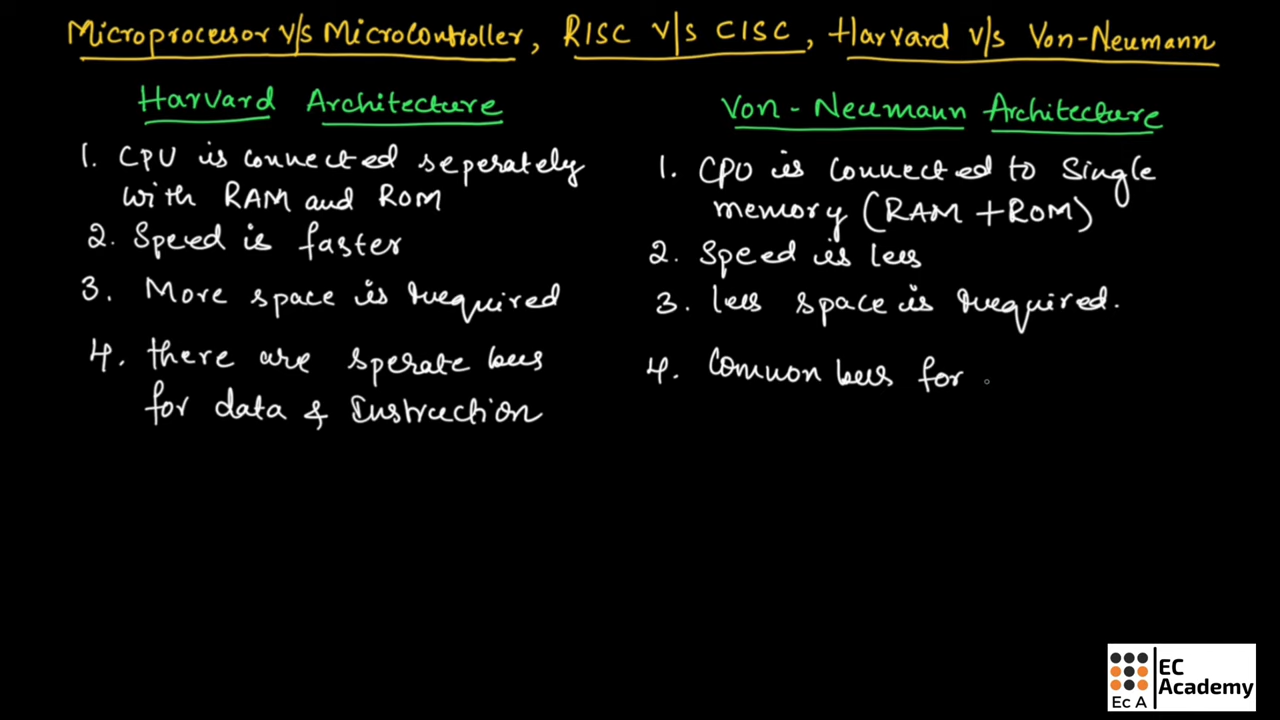 Microprocesor v/s Microcontroller, RISC v/s CISC, Harvard v/s Von-Neumann
Harvard Architecture
1. CPU is connected seperately
with RAM and ROM
2. Speed is faster
3. More space is required
4. there are sperate bus
for data & Instruction
Von-Neumann Architecture
1. CPU is connected to single
memory (RAM + ROM)
2. Speed is less
3. less space is required.
4. Common bus for
EC
Academy
Ec A